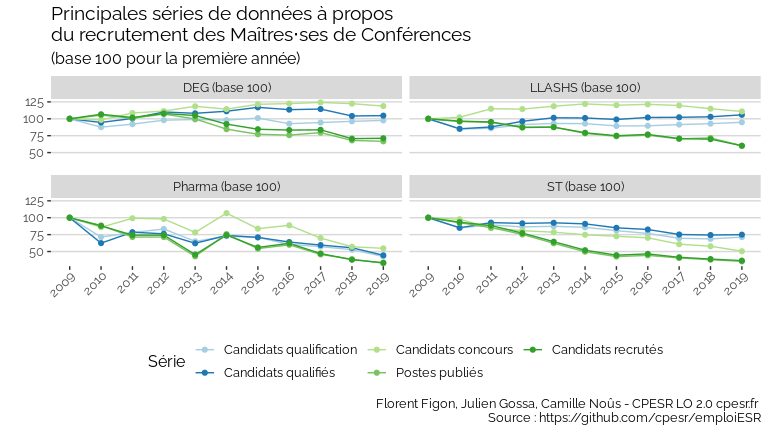 Principales séries de données à propos
du recrutement des Maîtres·ses de Conférences
(base 100 pour la première année)
DEG (base 100)
LLASHS (base 100)
125
100
75
50
Pharma (base 100)
ST (base 100)
125
100
75
50
2009 2010 2011 2012 2013 2014 2015 2016 2017 2018 2019
2009 2010 2011 2012 2013 2014 2015 2016 2017 2018 2019
Série
Candidats qualification
Candidats concours
Candidats recrutés
Candidats qualifiés
Postes publiés
Florent Figon, Julien Gossa, Camille Noûs - CPESR LO 2.0 cpesr.fr
Source : https://github.com/cpesr/emploiESR